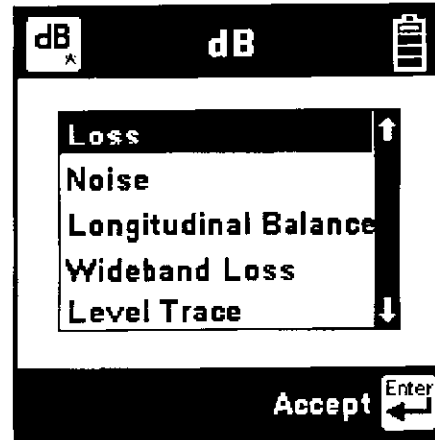 dB dB
Loss
Noise
Longitudinal Balance
Wideband Loss
Level Trace
Accept Enter